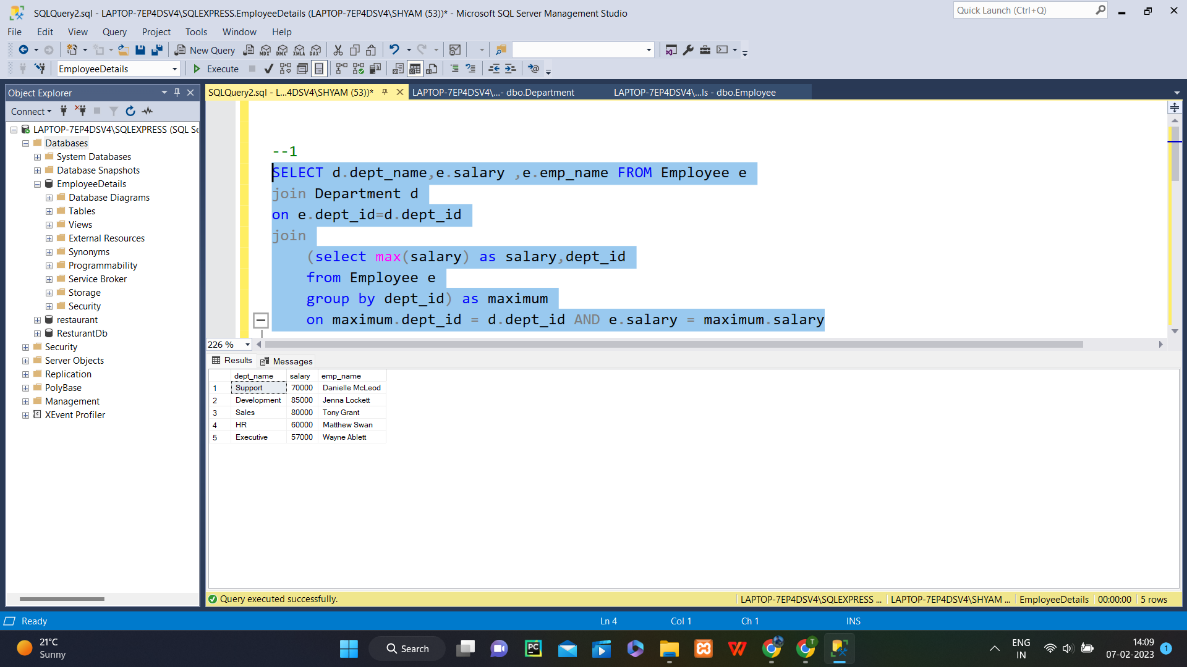 SQLQuery2.sql - LAPTOP-7EP4DSV4\SQLEXPRESS.EmployeeDetails (LAPTOP-7EP4DSV4\SHYAM (53))* - Microsoft SQL Server Management Studio
Quick Launch (Ctrl+Q)
File Edit View Query Project Tools Window Help
New Query
EmployeeDetails
Execute
Object Explorer
SQLQuery2.sql - L...4DSV4\SHYAM (53))*
LAPTOP-7EP4DSV4\...- dbo.Department
LAPTOP-7EP4DSV4\...ls - dbo.Employee
Connect
LAPTOP-7EP4DSV4\SQLEXPRESS (SQL Se
Databases
System Databases
Database Snapshots
EmployeeDetails
Database Diagrams
Tables
Views
External Resources
Synonyms
Programmability
Service Broker
Storage
Security
restaurant
ResturantDb
Security
Server Objects
Replication
PolyBase
Management
XEvent Profiler
--1
SELECT d.dept_name,e.salary ,e.emp_name FROM Employee e
join Department d
on e.dept_id=d.dept_id
join
(select max(salary) as salary,dept_id
from Employee e
group by dept_id) as maximum
on maximum.dept_id = d.dept_id AND e.salary = maximum.salary
226 %
Results Messages
dept_name salary emp_name
1 Support 70000 Danielle McLeod
2 Development 85000 Jenna Lockett
3 Sales 80000 Tony Grant
4 HR 60000 Matthew Swan
5 Executive 57000 Wayne Ablett
Query executed successfully.
LAPTOP-7EP4DSV4\SQLEXPRESS ... LAPTOP-7EP4DSV4\SHYAM ... EmployeeDetails 00:00:00 5 rows
Ready
Ln 4 Col 1 Ch 1 INS
21°C
Sunny
Search
ENG
IN
14:09
07-02-2023
1